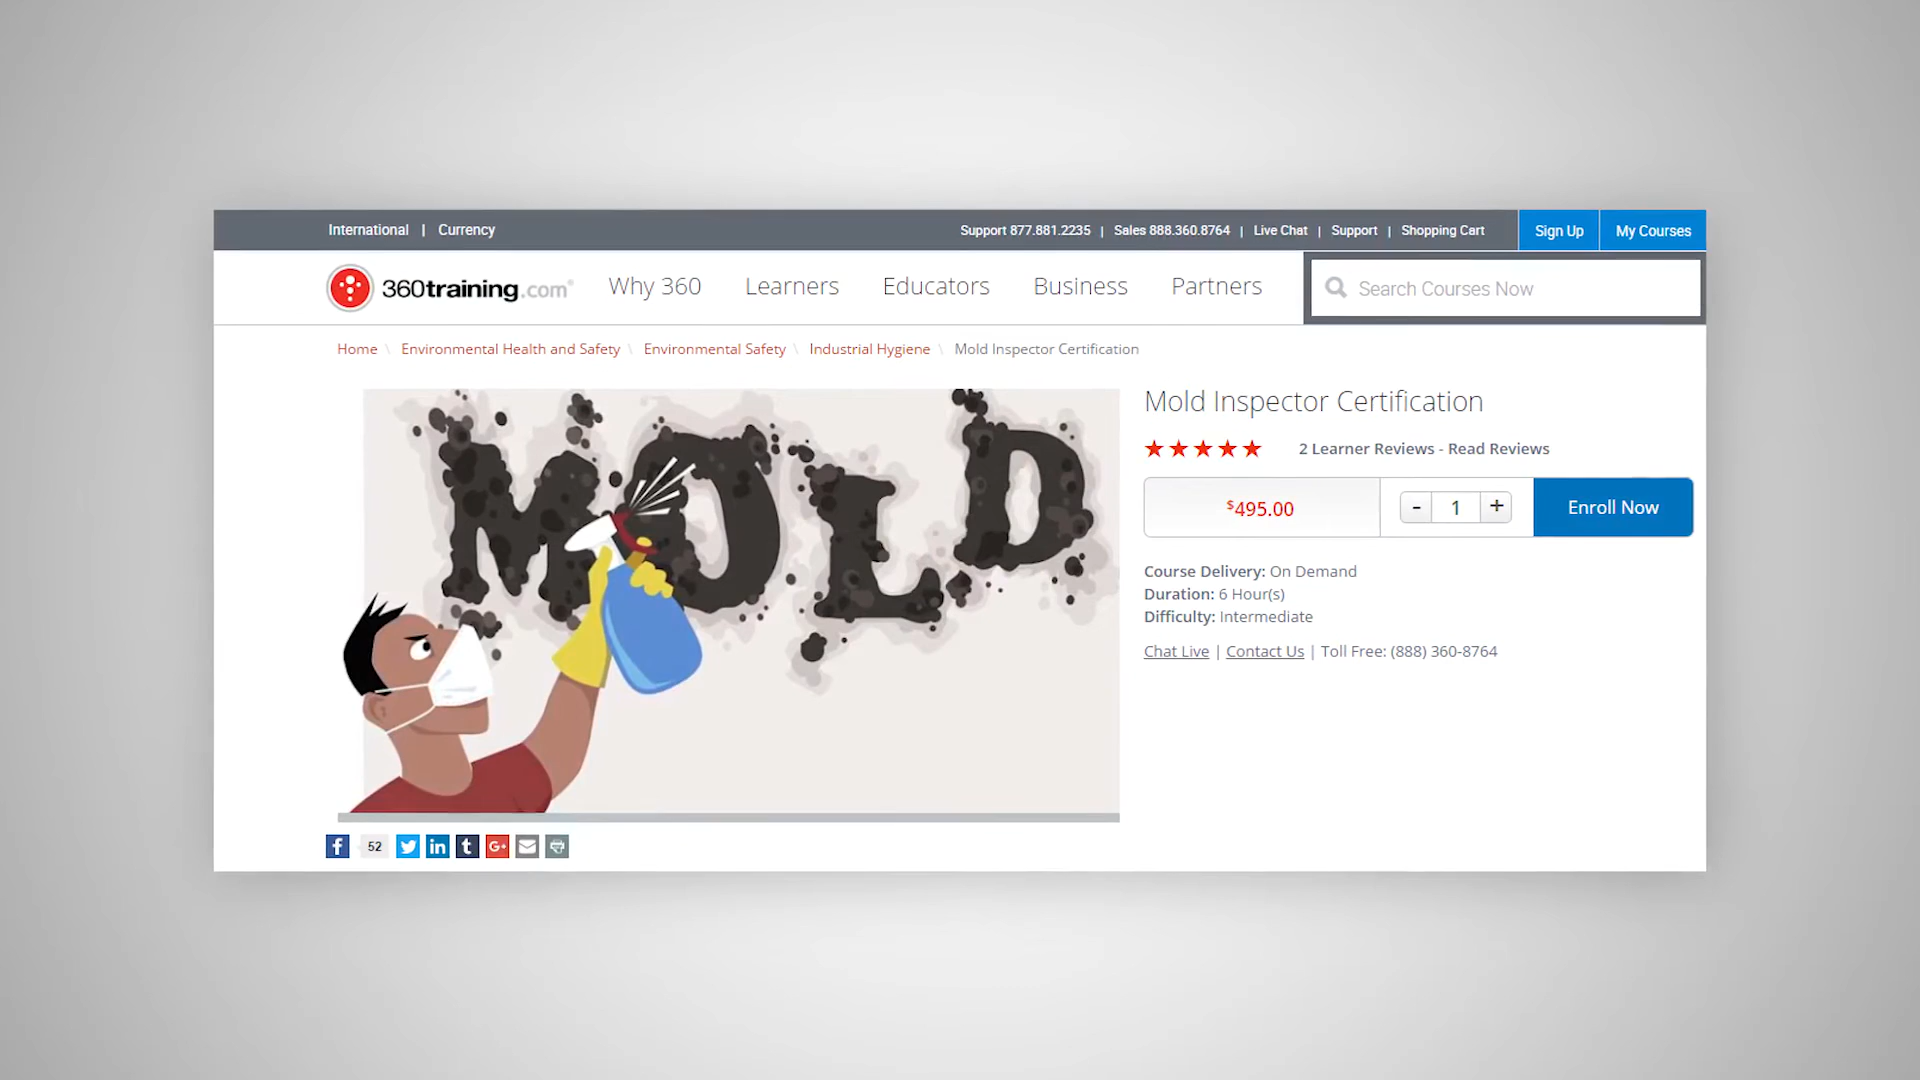 International | Currency
Support 877.881.2235 | Sales 888.360.8764 | Live Chat | Support | Shopping Cart
Sign Up
My Courses
360training.com®
Why 360
Learners
Educators
Business
Partners
Search Courses Now
Home \ Environmental Health and Safety \ Environmental Safety \ Industrial Hygiene \ Mold Inspector Certification
MOLD
Mold Inspector Certification
2 Learner Reviews - Read Reviews
$495.00
- 1 +
Enroll Now
Course Delivery: On Demand
Duration: 6 Hour(s)
Difficulty: Intermediate
Chat Live | Contact Us | Toll Free: (888) 360-8764
f 52 in t G+